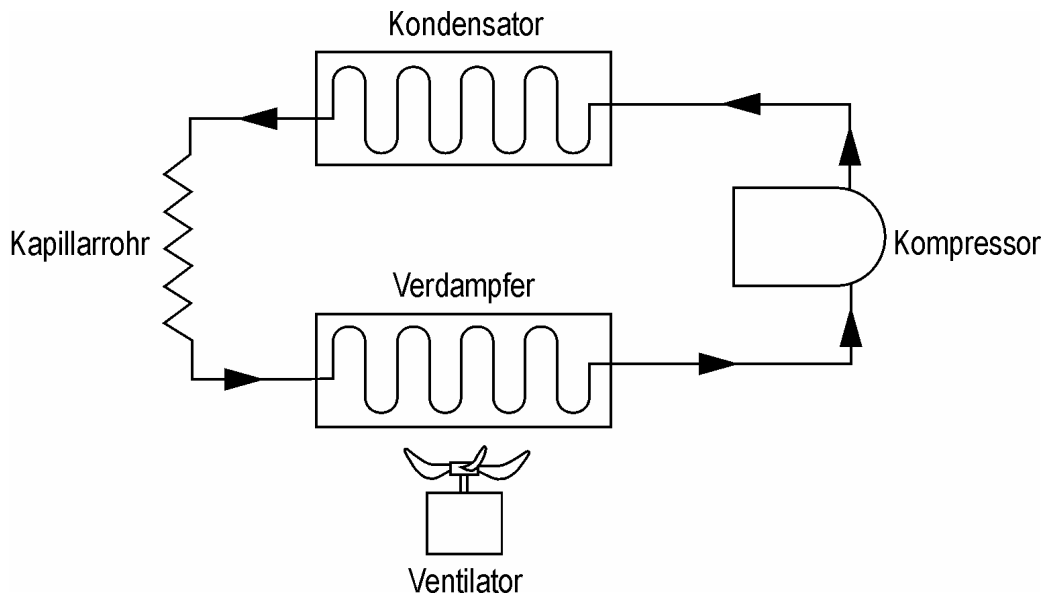 Kondensator
Kapillarrohr
Kompressor
Verdampfer
Ventilator